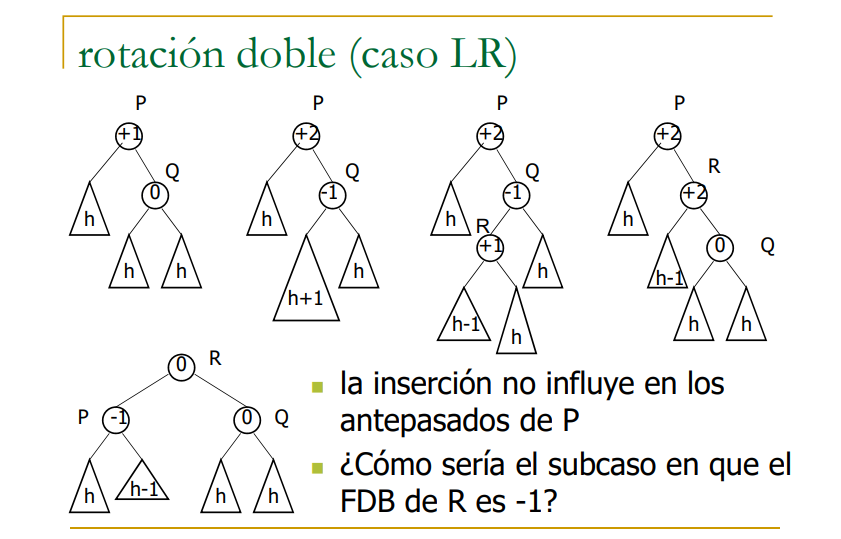 rotación doble (caso LR)
P P P P
+1 +2 +2 +2
Q Q Q R
0 -1 -1 +2
h h h R h
+1 0 Q
h h h+1 h h h-1
h-1 h h h
0 R
P -1 0 Q
h h-1 h h
la inserción no influye en los
antepasados de P
¿Cómo sería el subcaso en que el
FDB de R es -1?